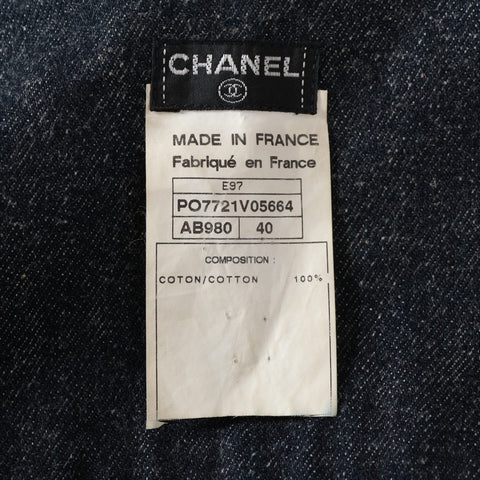 CHANEL
MADE IN FRANCE
Fabriqué en France
E97
PO7721V05664
AB980 40
COMPOSITION :
COTON/COTTON 100%